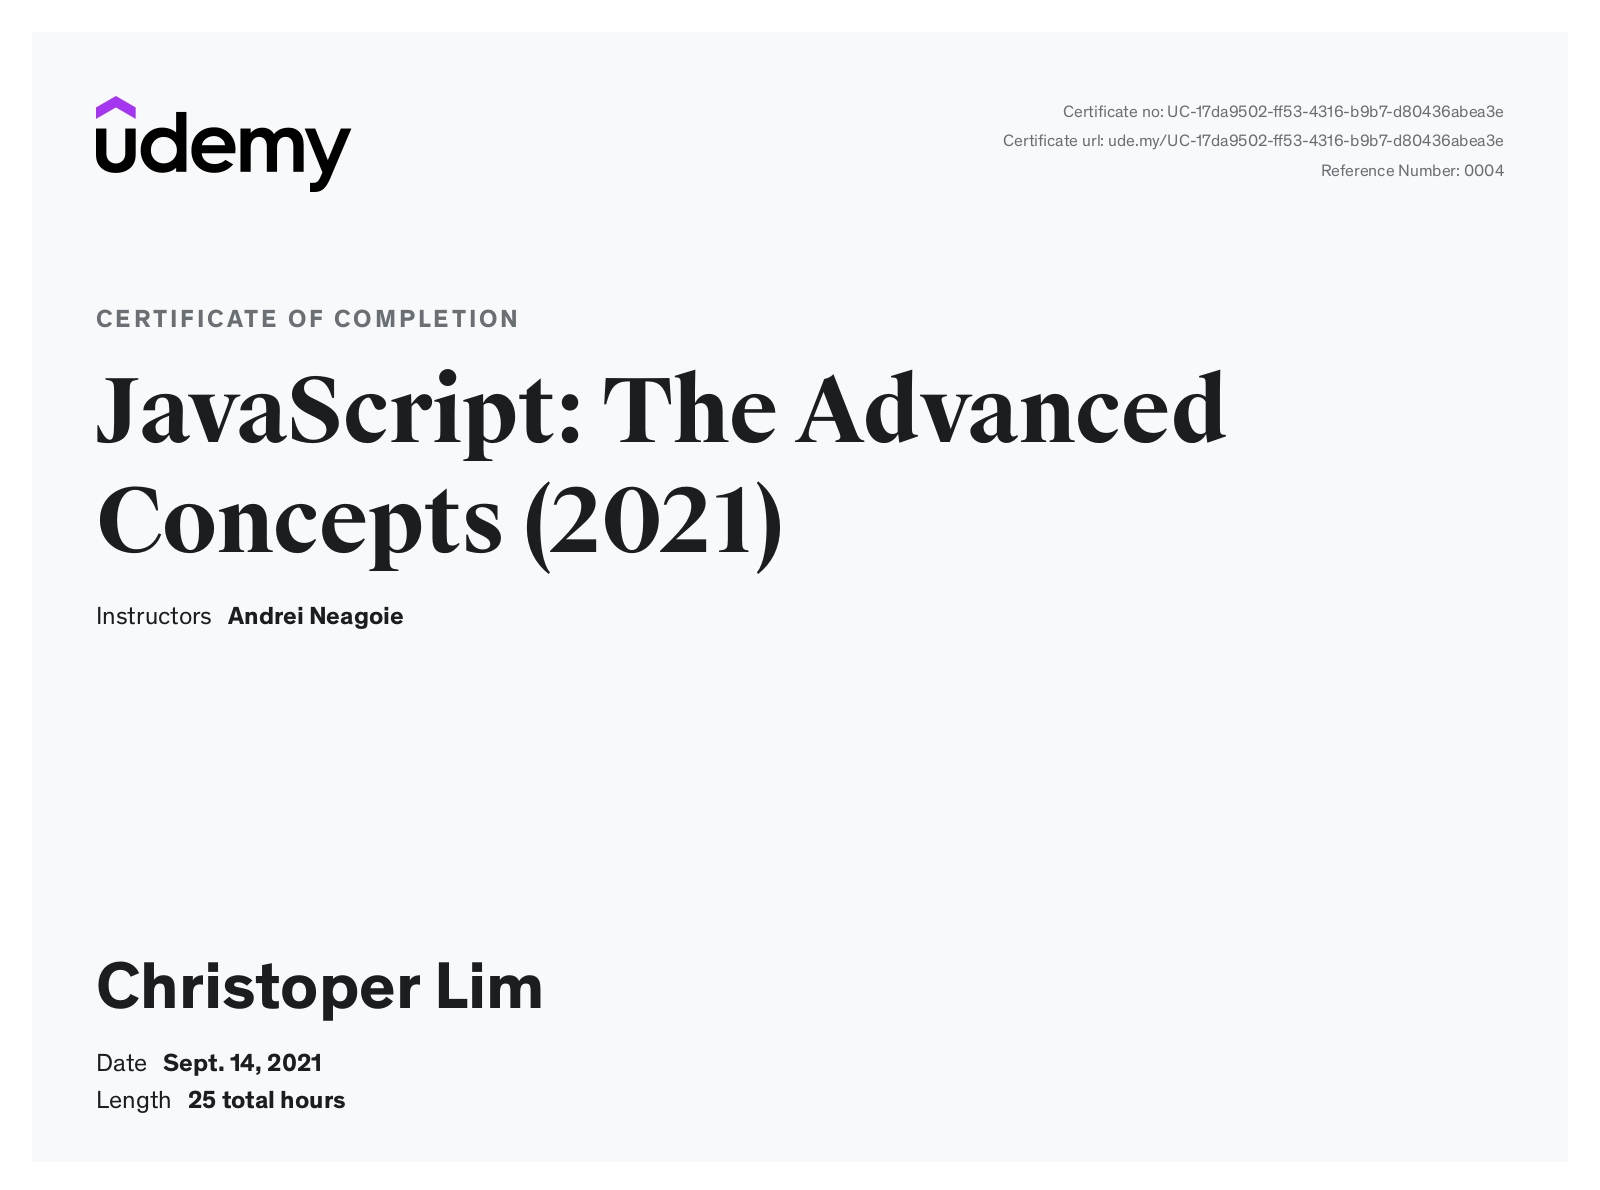 udemy
Certificate no: UC-17da9502-ff53-4316-b9b7-d80436abea3e
Certificate url: ude.my/UC-17da9502-ff53-4316-b9b7-d80436abea3e
Reference Number: 0004
CERTIFICATE OF COMPLETION
JavaScript: The Advanced
Concepts (2021)
Instructors Andrei Neagoie
Christoper Lim
Date Sept. 14, 2021
Length 25 total hours